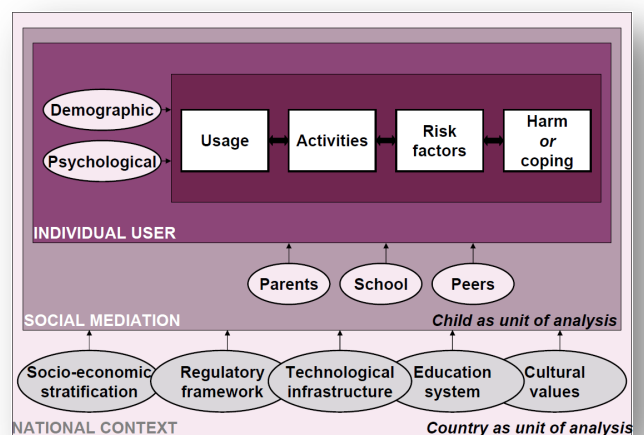 Demographic
Psychological
Usage
Activities
Risk
factors
Harm
or
coping
INDIVIDUAL USER
Parents
School
Peers
SOCIAL MEDIATION
Child as unit of analysis
Socio-economic
stratification
Regulatory
framework
Technological
infrastructure
Education
system
Cultural
values
NATIONAL CONTEXT
Country as unit of analysis